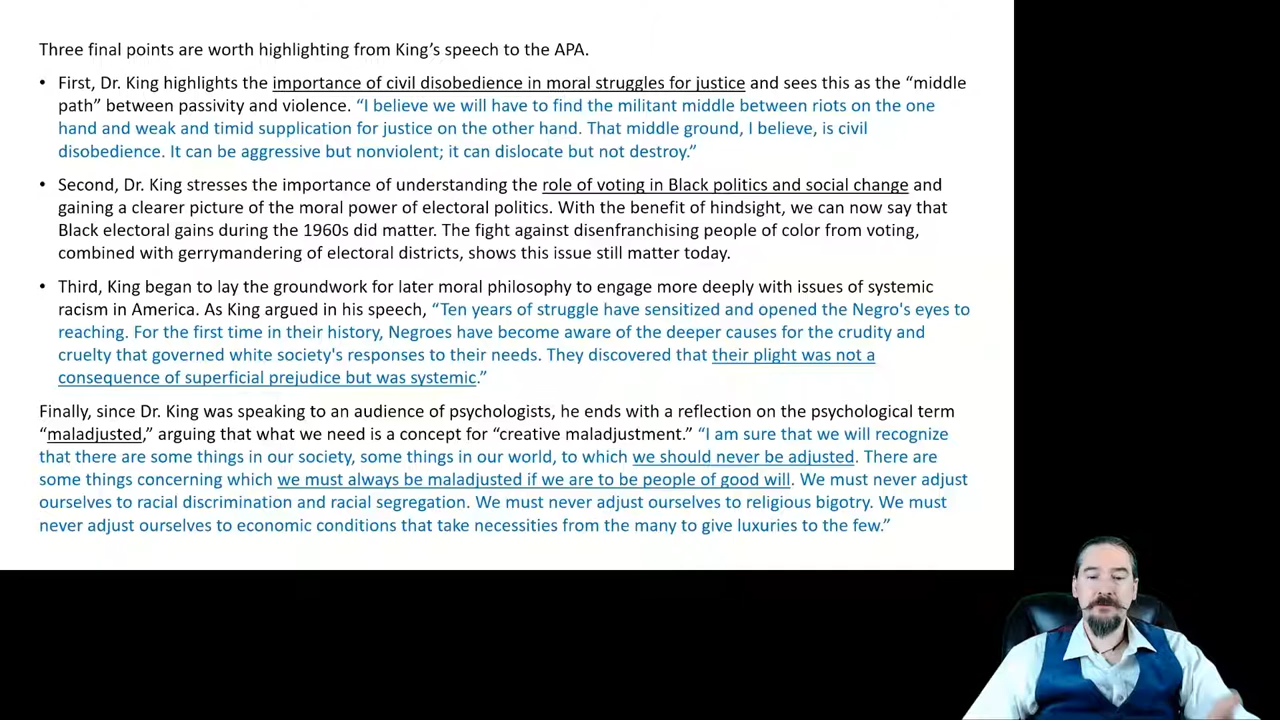 Three final points are worth highlighting from King’s speech to the APA.
• First, Dr. King highlights the importance of civil disobedience in moral struggles for justice and sees this as the “middle
path” between passivity and violence. “I believe we will have to find the militant middle between riots on the one
hand and weak and timid supplication for justice on the other hand. That middle ground, I believe, is civil
disobedience. It can be aggressive but nonviolent; it can dislocate but not destroy.”
• Second, Dr. King stresses the importance of understanding the role of voting in Black politics and social change and
gaining a clearer picture of the moral power of electoral politics. With the benefit of hindsight, we can now say that
Black electoral gains during the 1960s did matter. The fight against disenfranchising people of color from voting,
combined with gerrymandering of electoral districts, shows this issue still matter today.
• Third, King began to lay the groundwork for later moral philosophy to engage more deeply with issues of systemic
racism in America. As King argued in his speech, “Ten years of struggle have sensitized and opened the Negro's eyes to
reaching. For the first time in their history, Negroes have become aware of the deeper causes for the crudity and
cruelty that governed white society's responses to their needs. They discovered that their plight was not a
consequence of superficial prejudice but was systemic.”
Finally, since Dr. King was speaking to an audience of psychologists, he ends with a reflection on the psychological term
“maladjusted,” arguing that what we need is a concept for “creative maladjustment.” “I am sure that we will recognize
that there are some things in our society, some things in our world, to which we should never be adjusted. There are
some things concerning which we must always be maladjusted if we are to be people of good will. We must never adjust
ourselves to racial discrimination and racial segregation. We must never adjust ourselves to religious bigotry. We must
never adjust ourselves to economic conditions that take necessities from the many to give luxuries to the few.”